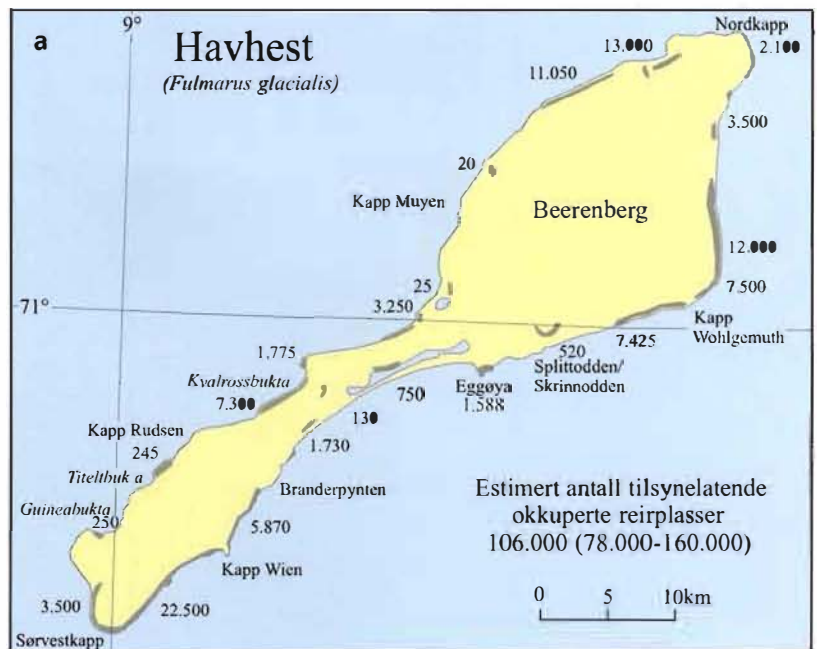 a
9°
Havhest
(Fulmarus glacialis)
Nordkapp
13.000
2.100
11.050
3.500
20
Kapp Muyen
Beerenberg
12.000
25
7.500
71°
3.250
Kapp
Wohlgemuth
7.425
1.775
520
Splittodden/
Skrinnodden
Kvalrossbukta
750
Eggøya
1.588
7.300
130
Kapp Rudsen
1.730
245
Titeltbuk a
Branderpynten
Estimert antall tilsynelatende
okkuperte reirplasser
106.000 (78.000-160.000)
Guineabukta
250
5.870
Kapp Wien
0 5 10km
3.500
22.500
Sørvestkapp